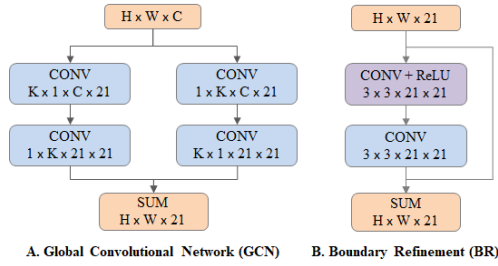 H x W x C
CONV
K x 1 x C x 21
CONV
1 x K x C x 21
CONV
1 x K x 21 x 21
CONV
K x 1 x 21 x 21
SUM
H x W x 21
A. Global Convolutional Network (GCN)
H x W x 21
CONV + ReLU
3 x 3 x 21 x 21
CONV
3 x 3 x 21 x 21
SUM
H x W x 21
B. Boundary Refinement (BR)